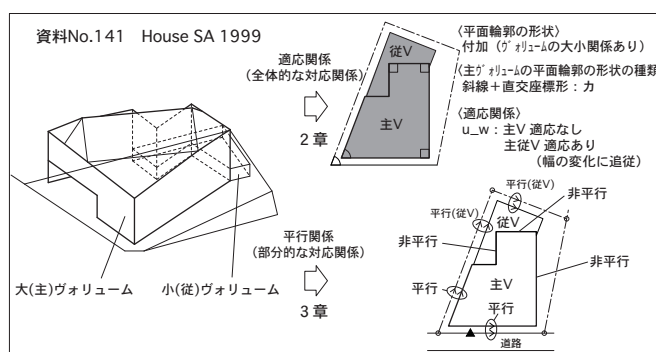 資料No.141 House SA 1999
適応関係
(全体的な対応関係)
2 章
従V
主V
〈平面輪郭の形状〉
付加（ヴォリュームの大小関係あり）
〈主ヴォリュームの平面輪郭の形状の種類〉
斜線＋直交座標形：カ
〈適応関係〉
u_w：主V 適応なし
主従V 適応あり
(幅の変化に追従)
大(主)ヴォリューム
小(従)ヴォリューム
平行関係
(部分的な対応関係)
3 章
平行(従V)
平行(従V)
従V
非平行
非平行
非平行
主V
平行
平行
道路